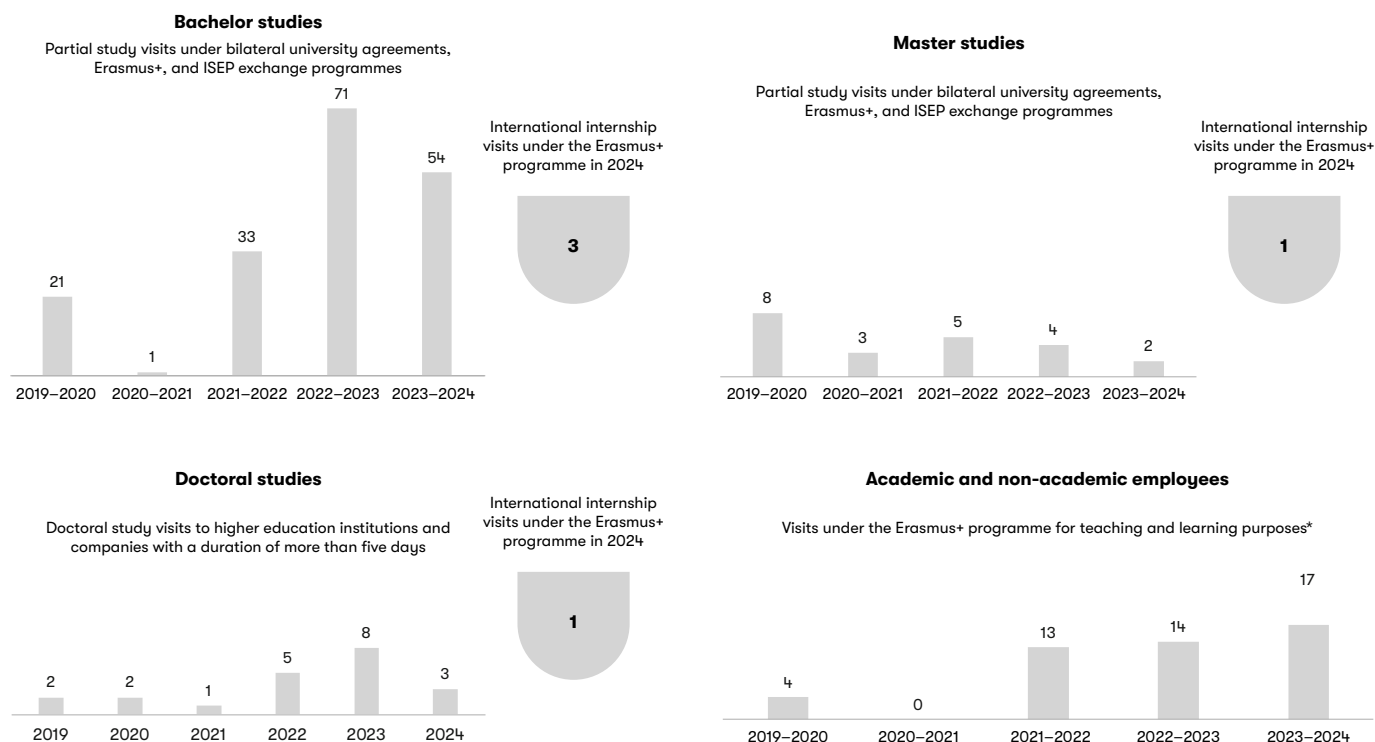 Bachelor studies
Partial study visits under bilateral university agreements,
Erasmus+, and ISEP exchange programmes
71
54
33
21
1
2019–2020 2020–2021 2021–2022 2022–2023 2023–2024
International internship
visits under the Erasmus+
programme in 2024
3
Master studies
Partial study visits under bilateral university agreements,
Erasmus+, and ISEP exchange programmes
8
3
5
4
2
2019–2020 2020–2021 2021–2022 2022–2023 2023–2024
International internship
visits under the Erasmus+
programme in 2024
1
Doctoral studies
Doctoral study visits to higher education institutions and
companies with a duration of more than five days
2
2
1
5
8
3
2019 2020 2021 2022 2023 2024
International internship
visits under the Erasmus+
programme in 2024
1
Academic and non-academic employees
Visits under the Erasmus+ programme for teaching and learning purposes*
4
0
13
14
17
2019–2020 2020–2021 2021–2022 2022–2023 2023–2024